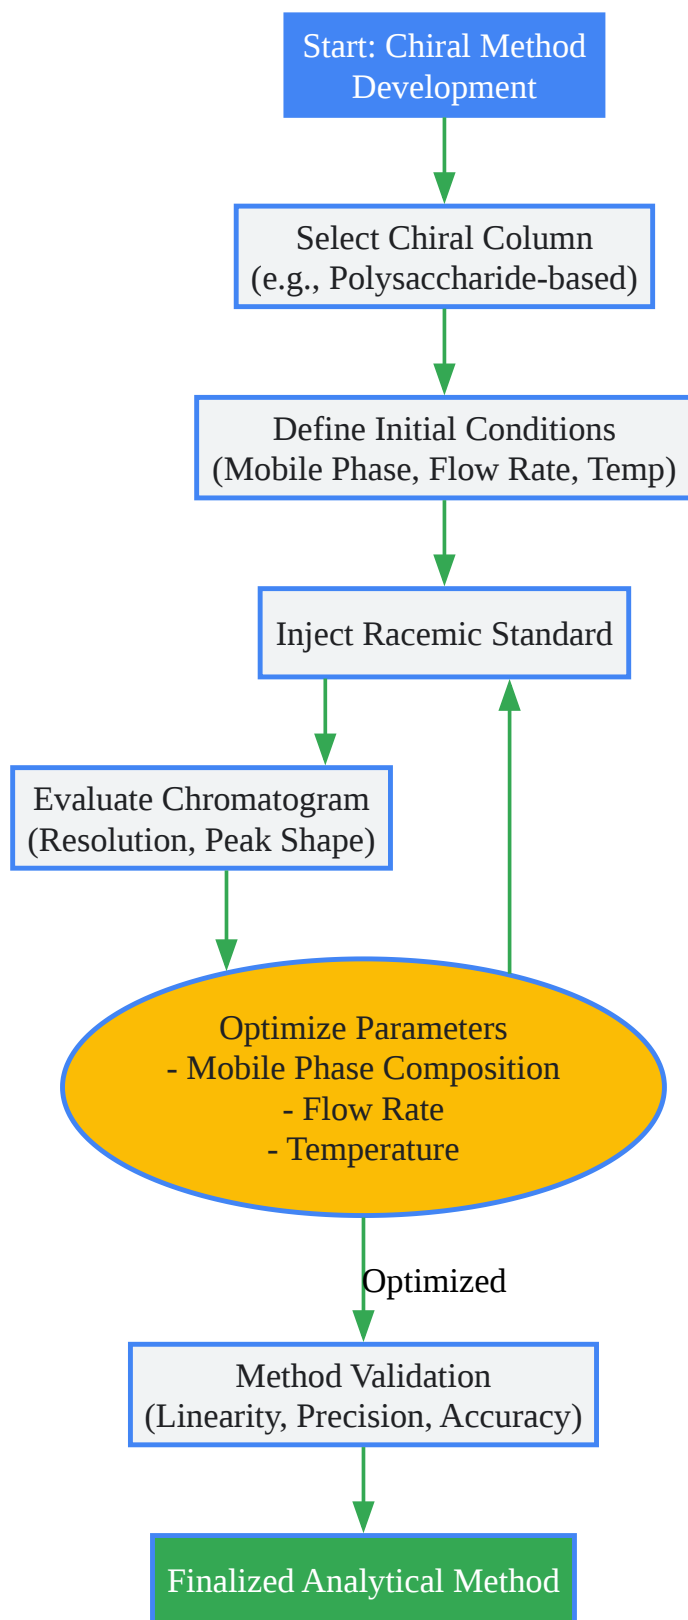 Start: Chiral Method
Development
Select Chiral Column
(e.g., Polysaccharide-based)
Define Initial Conditions
(Mobile Phase, Flow Rate, Temp)
Inject Racemic Standard
Evaluate Chromatogram
(Resolution, Peak Shape)
Optimize Parameters
- Mobile Phase Composition
- Flow Rate
- Temperature
Optimized
Method Validation
(Linearity, Precision, Accuracy)
Finalized Analytical Method